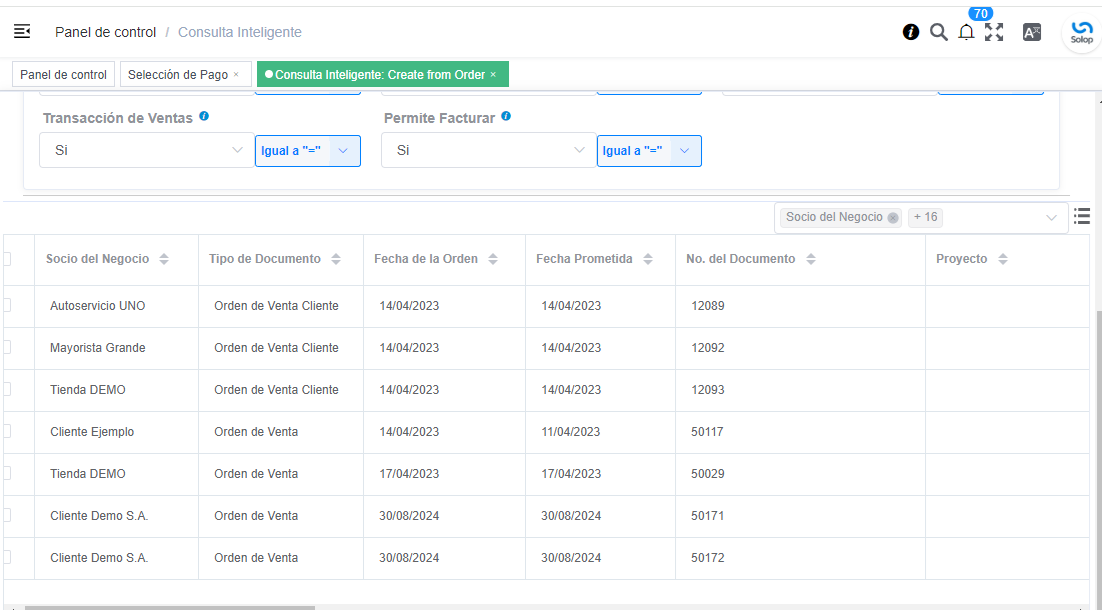 70
Panel de control / Consulta Inteligente
Solop
Panel de control Selección de Pago × Consulta Inteligente: Create from Order ×
Transacción de Ventas Permite Facturar
Si Igual a "=" Si Igual a "="
Socio del Negocio + 16
Socio del Negocio Tipo de Documento Fecha de la Orden Fecha Prometida No. del Documento Proyecto
Autoservicio UNO Orden de Venta Cliente 14/04/2023 14/04/2023 12089
Mayorista Grande Orden de Venta Cliente 14/04/2023 14/04/2023 12092
Tienda DEMO Orden de Venta Cliente 14/04/2023 14/04/2023 12093
Cliente Ejemplo Orden de Venta 14/04/2023 11/04/2023 50117
Tienda DEMO Orden de Venta 17/04/2023 17/04/2023 50029
Cliente Demo S.A. Orden de Venta 30/08/2024 30/08/2024 50171
Cliente Demo S.A. Orden de Venta 30/08/2024 30/08/2024 50172